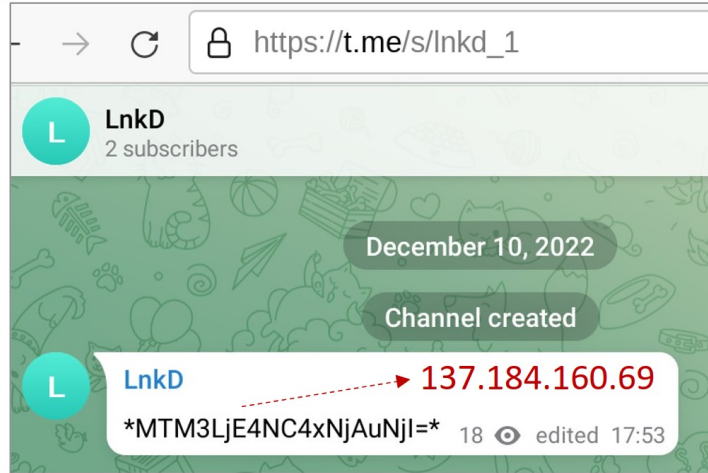 https://t.me/s/lnkd_1
L
LnkD
2 subscribers
December 10, 2022
Channel created
L
LnkD
137.184.160.69
*MTM3LjE4NC4xNjAuNjl=*
18
edited 17:53